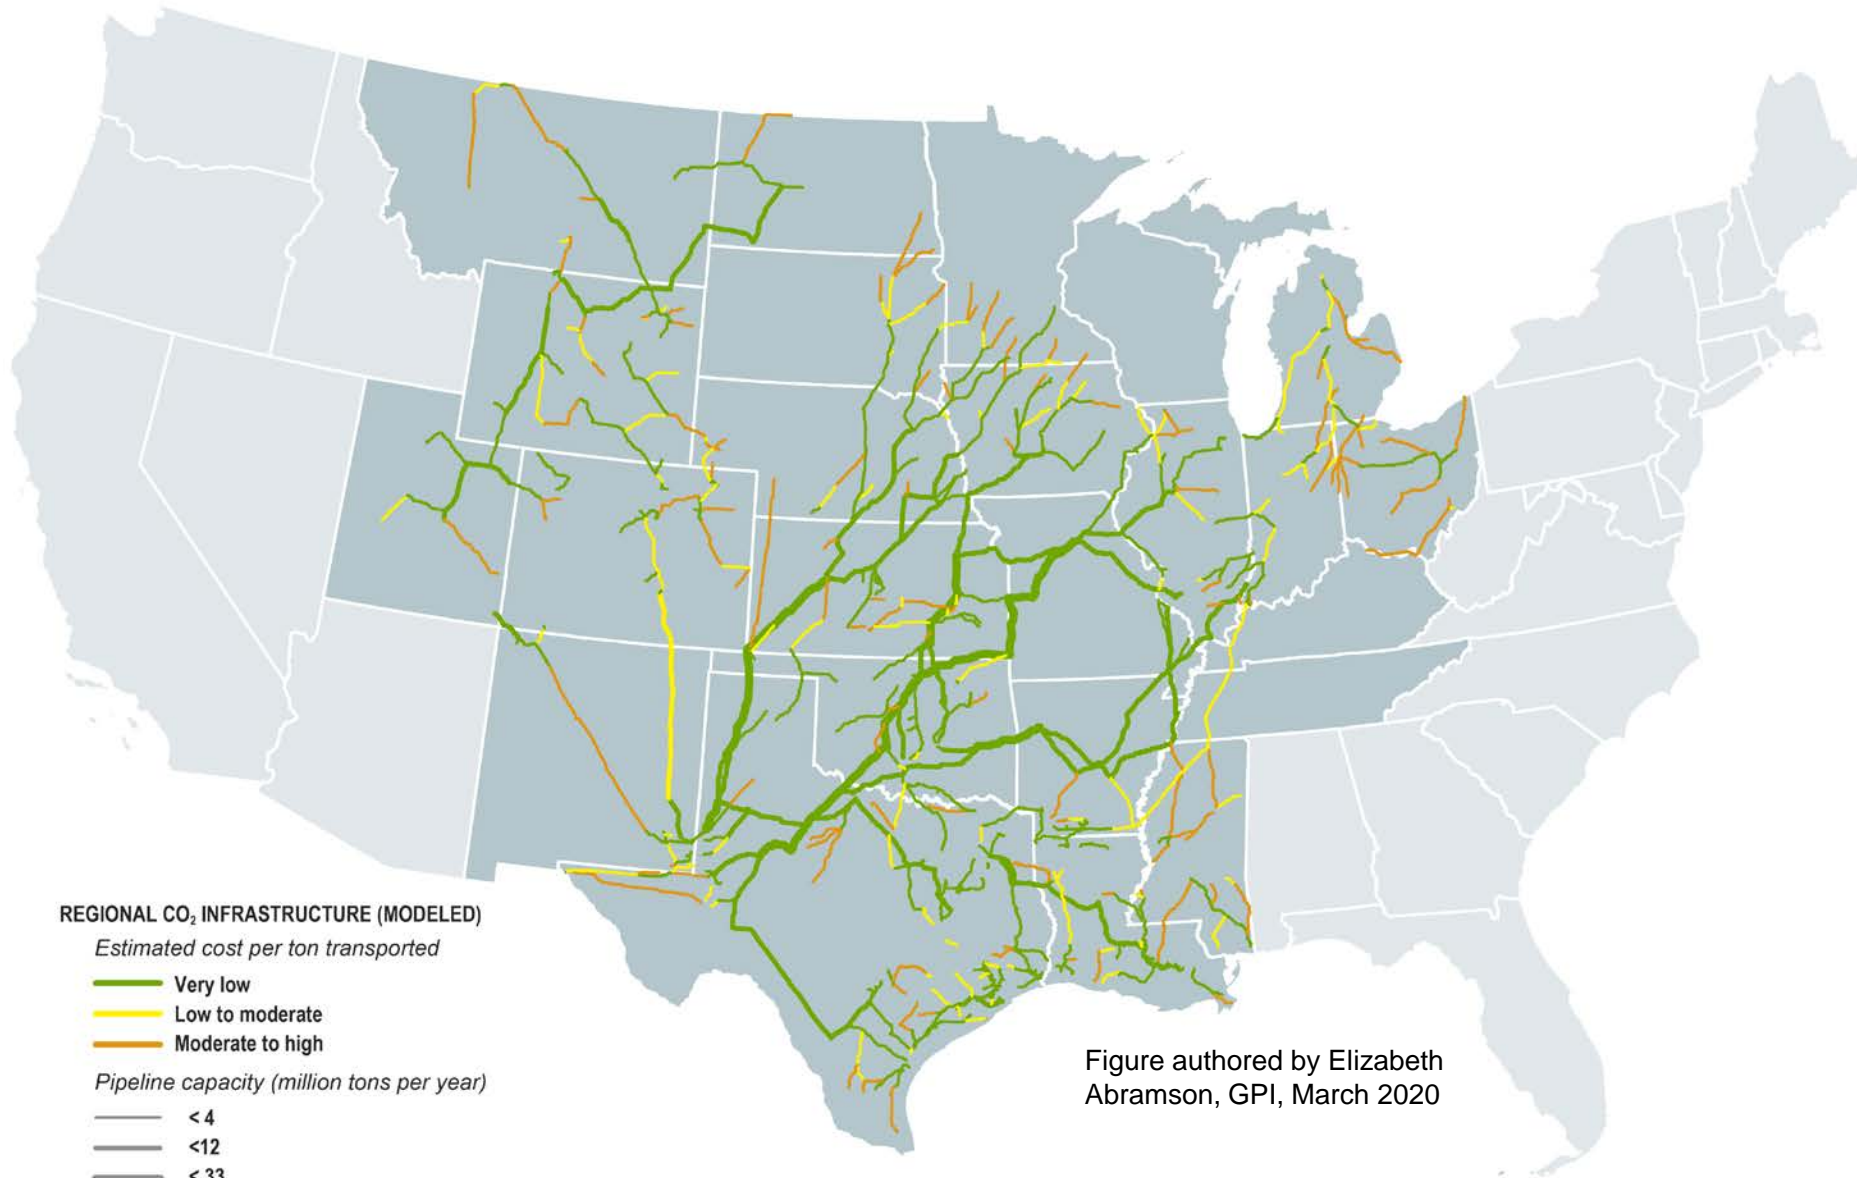 REGIONAL CO₂ INFRASTRUCTURE (MODELED)
Estimated cost per ton transported
Very low
Low to moderate
Moderate to high
Pipeline capacity (million tons per year)
< 4
<12
< 33
Figure authored by Elizabeth
Abramson, GPI, March 2020